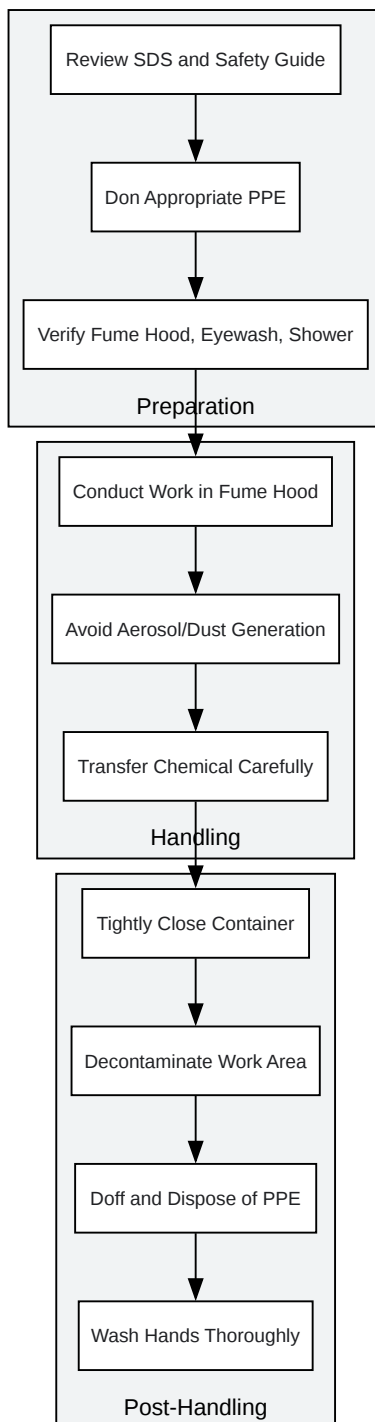 Review SDS and Safety Guide
Don Appropriate PPE
Verify Fume Hood, Eyewash, Shower
Preparation
Conduct Work in Fume Hood
Avoid Aerosol/Dust Generation
Transfer Chemical Carefully
Handling
Tightly Close Container
Decontaminate Work Area
Doff and Dispose of PPE
Wash Hands Thoroughly
Post-Handling